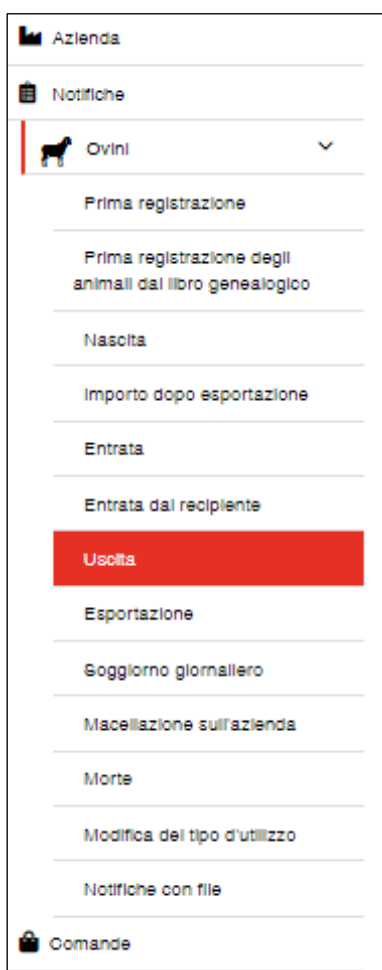 Azienda
Notifiche
Ovini
Prima registrazione
Prima registrazione degli
animali dal libro genealogico
Nascita
Importo dopo esportazione
Entrata
Entrata dal recipiente
Uscita
Esportazione
Soggiorno giornaliero
Macellazione sull'azienda
Morte
Modifica del tipo d'utilizzo
Notifiche con file
Comande